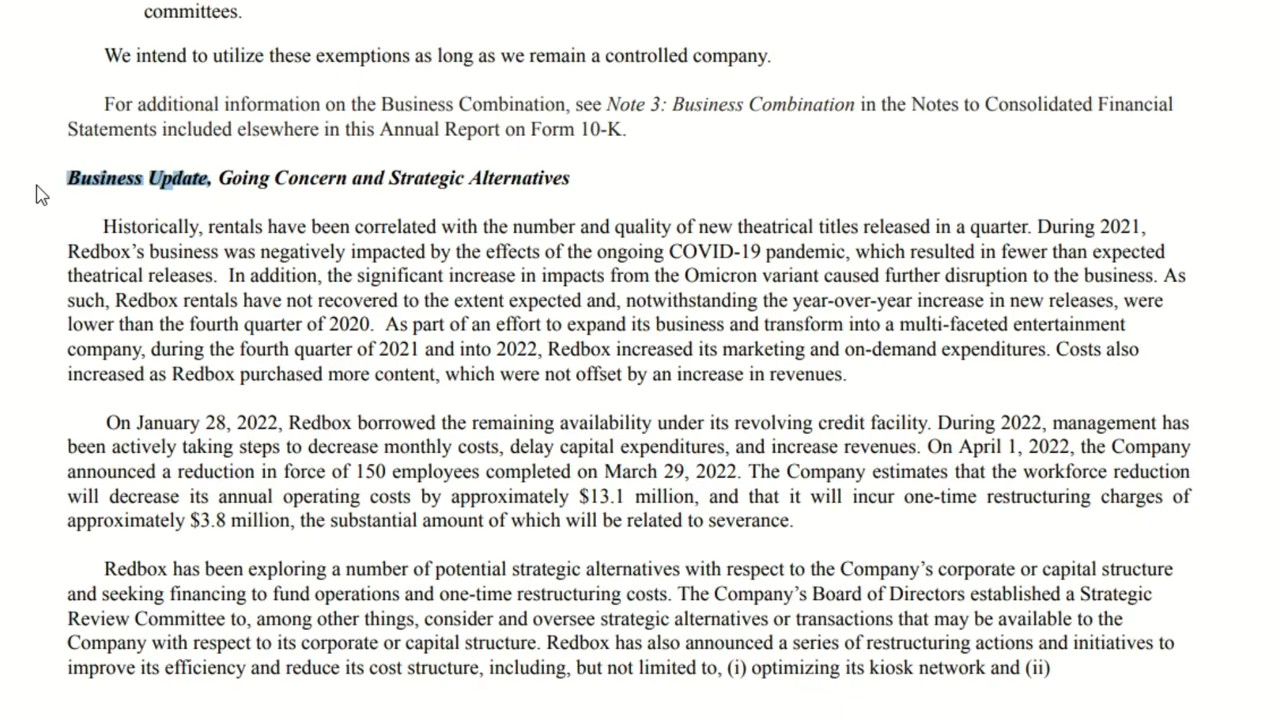 committees.
We intend to utilize these exemptions as long as we remain a controlled company.
For additional information on the Business Combination, see Note 3: Business Combination in the Notes to Consolidated Financial
Statements included elsewhere in this Annual Report on Form 10-K.
Business Update, Going Concern and Strategic Alternatives
Historically, rentals have been correlated with the number and quality of new theatrical titles released in a quarter. During 2021,
Redbox’s business was negatively impacted by the effects of the ongoing COVID-19 pandemic, which resulted in fewer than expected
theatrical releases. In addition, the significant increase in impacts from the Omicron variant caused further disruption to the business. As
such, Redbox rentals have not recovered to the extent expected and, notwithstanding the year-over-year increase in new releases, were
lower than the fourth quarter of 2020. As part of an effort to expand its business and transform into a multi-faceted entertainment
company, during the fourth quarter of 2021 and into 2022, Redbox increased its marketing and on-demand expenditures. Costs also
increased as Redbox purchased more content, which were not offset by an increase in revenues.
On January 28, 2022, Redbox borrowed the remaining availability under its revolving credit facility. During 2022, management has
been actively taking steps to decrease monthly costs, delay capital expenditures, and increase revenues. On April 1, 2022, the Company
announced a reduction in force of 150 employees completed on March 29, 2022. The Company estimates that the workforce reduction
will decrease its annual operating costs by approximately $13.1 million, and that it will incur one-time restructuring charges of
approximately $3.8 million, the substantial amount of which will be related to severance.
Redbox has been exploring a number of potential strategic alternatives with respect to the Company’s corporate or capital structure
and seeking financing to fund operations and one-time restructuring costs. The Company’s Board of Directors established a Strategic
Review Committee to, among other things, consider and oversee strategic alternatives or transactions that may be available to the
Company with respect to its corporate or capital structure. Redbox has also announced a series of restructuring actions and initiatives to
improve its efficiency and reduce its cost structure, including, but not limited to, (i) optimizing its kiosk network and (ii)